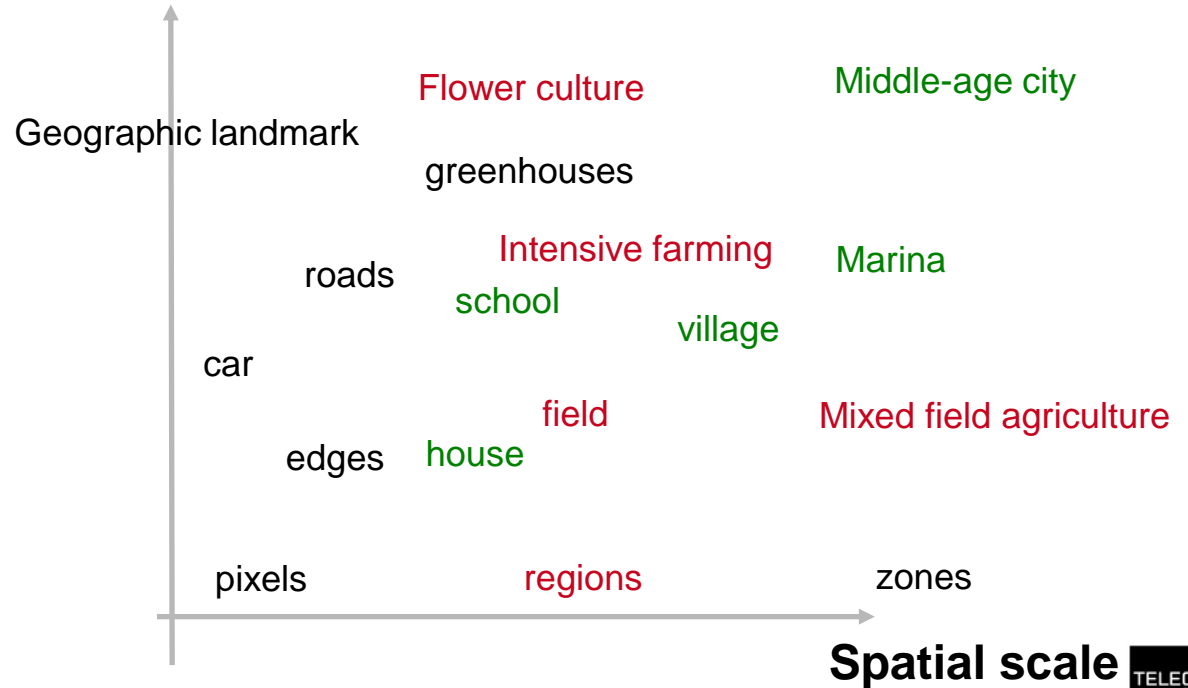 Middle-age city
Flower culture
Geographic landmark
greenhouses
Intensive farming
Marina
roads
school
village
car
field
Mixed field agriculture
edges
house
pixels
regions
zones
Spatial scale